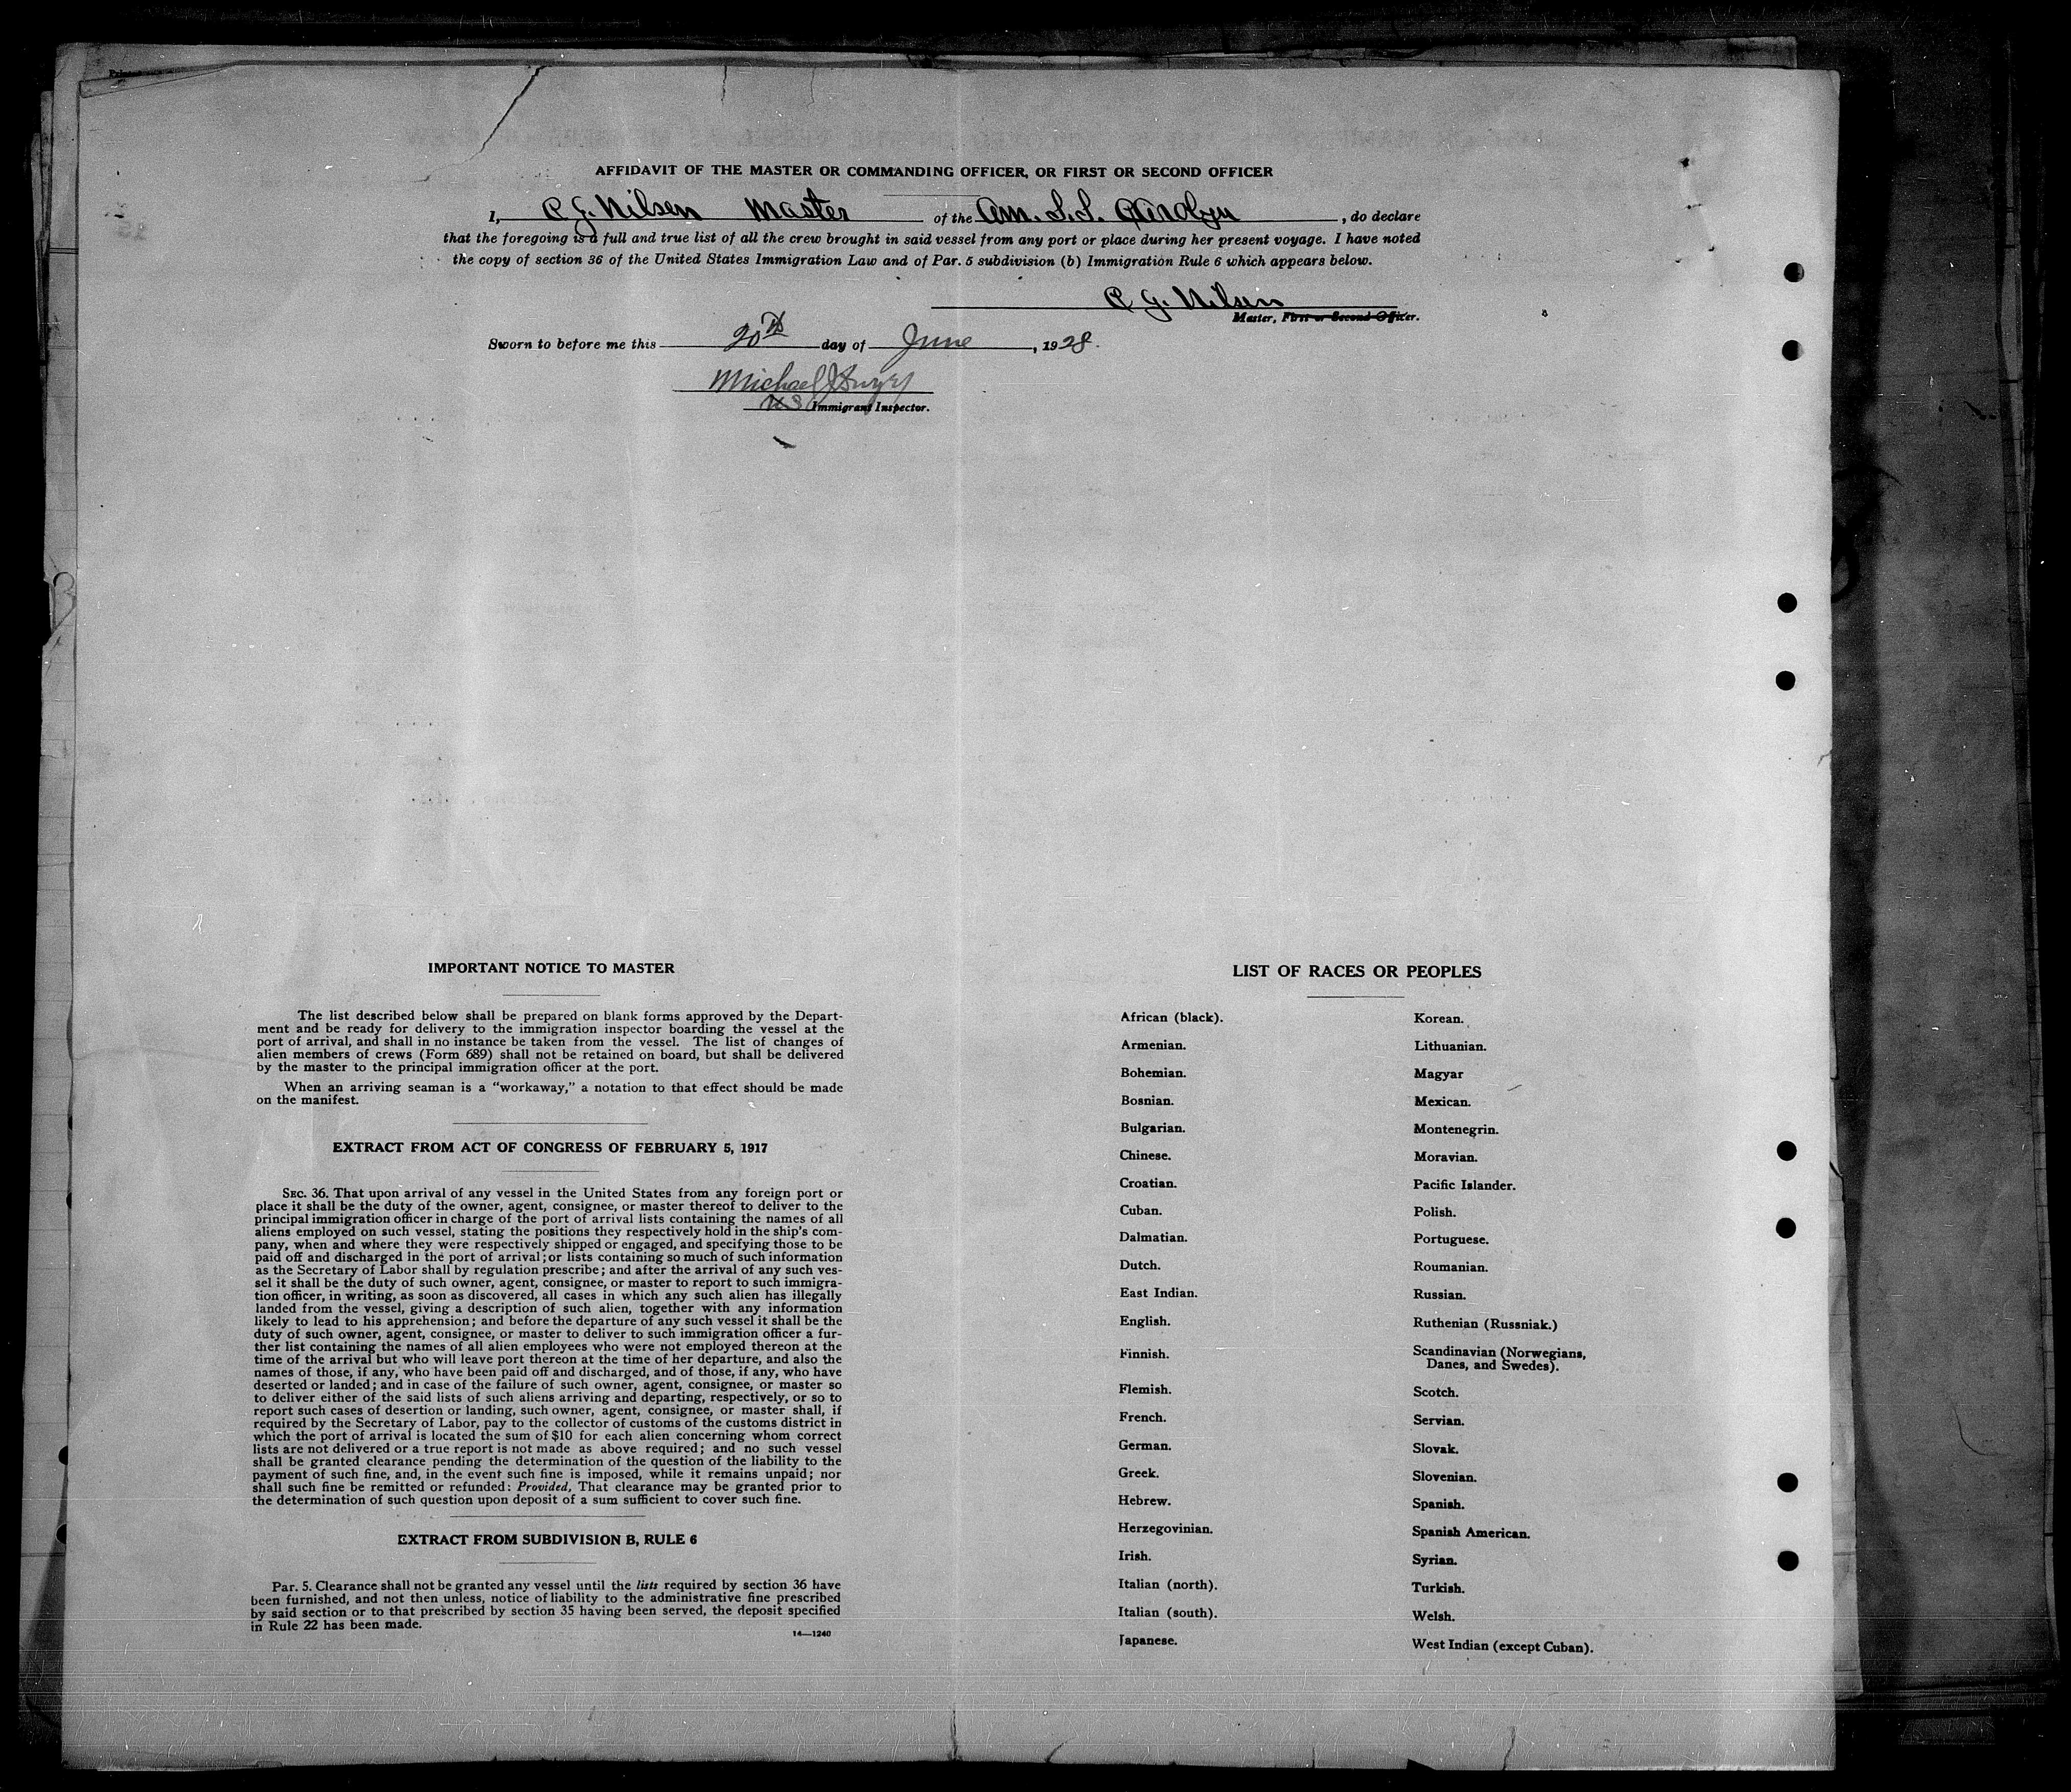 AFFIDAVIT OF THE MASTER OR COMMANDING OFFICER, OR FIRST OR SECOND OFFICER
I, C. J. Nilsen Master of the Am. S.S. Carolyn, do declare
that the foregoing is a full and true list of all the crew brought in said vessel from any port or place during her present voyage. I have noted
the copy of section 36 of the United States Immigration Law and of Par. 5 subdivision (b) Immigration Rule 6 which appears below.
C J. Nilsen
Master, First or Second Officer.
Sworn to before me this 20th day of June, 1928.
Michael J
US Immigrant Inspector.
IMPORTANT NOTICE TO MASTER
The list described below shall be prepared on blank forms approved by the Depart-
ment and be ready for delivery to the immigration inspector boarding the vessel at the
port of arrival, and shall in no instance be taken from the vessel. The list of changes of
alien members of crews (Form 689) shall not be retained on board, but shall be delivered
by the master to the principal immigration officer at the port.
When an arriving seaman is a "workaway," a notation to that effect should be made
on the manifest.
EXTRACT FROM ACT OF CONGRESS OF FEBRUARY 5, 1917
SEC. 36. That upon arrival of any vessel in the United States from any foreign port or
place it shall be the duty of the owner, agent, consignee, or master thereof to deliver to the
principal immigration officer in charge of the port of arrival lists containing the names of all
aliens employed on such vessel, stating the positions they respectively hold in the ship's com-
pany, when and where they were respectively shipped or engaged, and specifying those to be
paid off and discharged in the port of arrival; or lists containing so much of such information
as the Secretary of Labor shall by regulation prescribe; and after the arrival of any such ves-
sel it shall be the duty of such owner, agent, consignee, or master to report to such immigra-
tion officer, in writing, as soon as discovered, all cases in which any such alien has illegally
landed from the vessel, giving a description of such alien, together with any information
likely to lead to his apprehension; and before the departure of any such vessel it shall be the
duty of such owner, agent, consignee, or master to deliver to such immigration officer a fur-
ther list containing the names of all alien employees who were not employed thereon at the
time of the arrival but who will leave port thereon at the time of her departure, and also the
names of those, if any, who have been paid off and discharged, and of those, if any, who have
deserted or landed; and in case of the failure of such owner, agent, consignee, or master so
to deliver either of the said lists of such aliens arriving and departing, respectively, or so to
report such cases of desertion or landing, such owner, agent, consignee, or master shall, if
required by the Secretary of Labor, pay to the collector of customs of the customs district in
which the port of arrival is located the sum of $10 for each alien concerning whom correct
lists are not delivered or a true report is not made as above required; and no such vessel
shall be granted clearance pending the determination of the question of the liability to the
payment of such fine, and, in the event such fine is imposed, while it remains unpaid; nor
shall such fine be remitted or refunded: Provided, That clearance may be granted prior to
the determination of such question upon deposit of a sum sufficient to cover such fine.
EXTRACT FROM SUBDIVISION B, RULE 6
Par. 5. Clearance shall not be granted any vessel until the lists required by section 36 have
been furnished, and not then unless, notice of liability to the administrative fine prescribed
by said section or to that prescribed by section 35 having been served, the deposit specified
in Rule 22 has been made.
14—1240
LIST OF RACES OR PEOPLES
African (black).
Armenian.
Bohemian.
Bosnian.
Bulgarian.
Chinese.
Croatian.
Cuban.
Dalmatian.
Dutch.
East Indian.
English.
Finnish.
Flemish.
French.
German.
Greek.
Hebrew.
Herzegovinian.
Irish.
Italian (north).
Italian (south).
Japanese.
Korean.
Lithuanian.
Magyar
Mexican.
Montenegrin.
Moravian.
Pacific Islander.
Polish.
Portuguese.
Roumanian.
Russian.
Ruthenian (Russniak.)
Scandinavian (Norwegians,
Danes, and Swedes).
Scotch.
Servian.
Slovak.
Slovenian.
Spanish.
Spanish American.
Syrian.
Turkish.
Welsh.
West Indian (except Cuban).